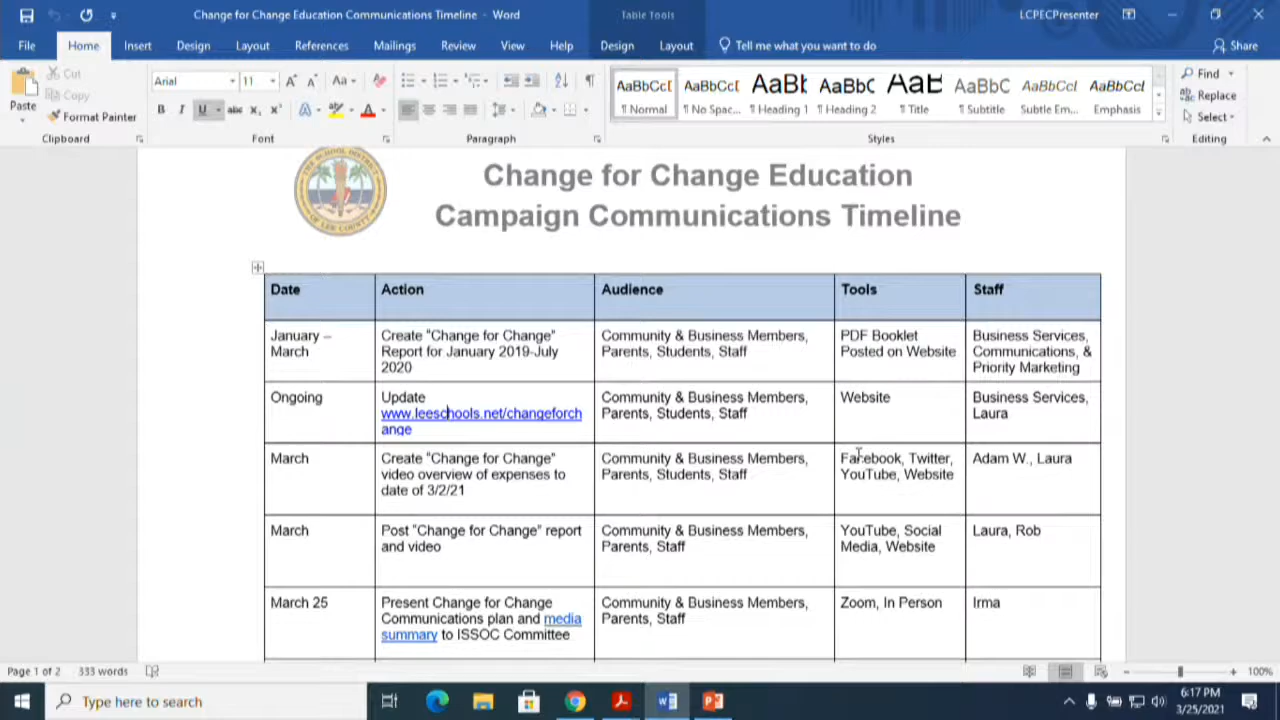 Change for Change Education Communications Timeline - Word
Table Tools
LCPECPresenter
File Home Insert Design Layout References Mailings Review View Help Design Layout Tell me what you want to do Share
Paste
Cut
Copy
Format Painter
Clipboard
Arial 11
Font
Paragraph
AaBbCcI AaBbCcI AaBb AaBbC AaB AaBbC AaBbCcI AaBbCcI
¶ Normal ¶ No Spac... ¶ Heading 1 ¶ Heading 2 ¶ Title ¶ Subtitle Subtle Em... Emphasis
Styles
Find
Replace
Select
Editing
THE SCHOOL DISTRICT
OF LEE COUNTY
Change for Change Education
Campaign Communications Timeline
Date Action Audience Tools Staff
January –
March
Create "Change for Change"
Report for January 2019-July
2020
Community & Business Members,
Parents, Students, Staff
PDF Booklet
Posted on Website
Business Services,
Communications, &
Priority Marketing
Ongoing
Update
www.leeschools.net/changeforch
ange
Community & Business Members,
Parents, Students, Staff
Website
Business Services,
Laura
March
Create "Change for Change"
video overview of expenses to
date of 3/2/21
Community & Business Members,
Parents, Students, Staff
Facebook, Twitter,
YouTube, Website
Adam W., Laura
March
Post "Change for Change" report
and video
Community & Business Members,
Parents, Staff
YouTube, Social
Media, Website
Laura, Rob
March 25
Present Change for Change
Communications plan and media
summary to ISSOC Committee
Community & Business Members,
Parents, Staff
Zoom, In Person
Irma
Page 1 of 2 333 words
100%
Type here to search
6:17 PM
3/25/2021